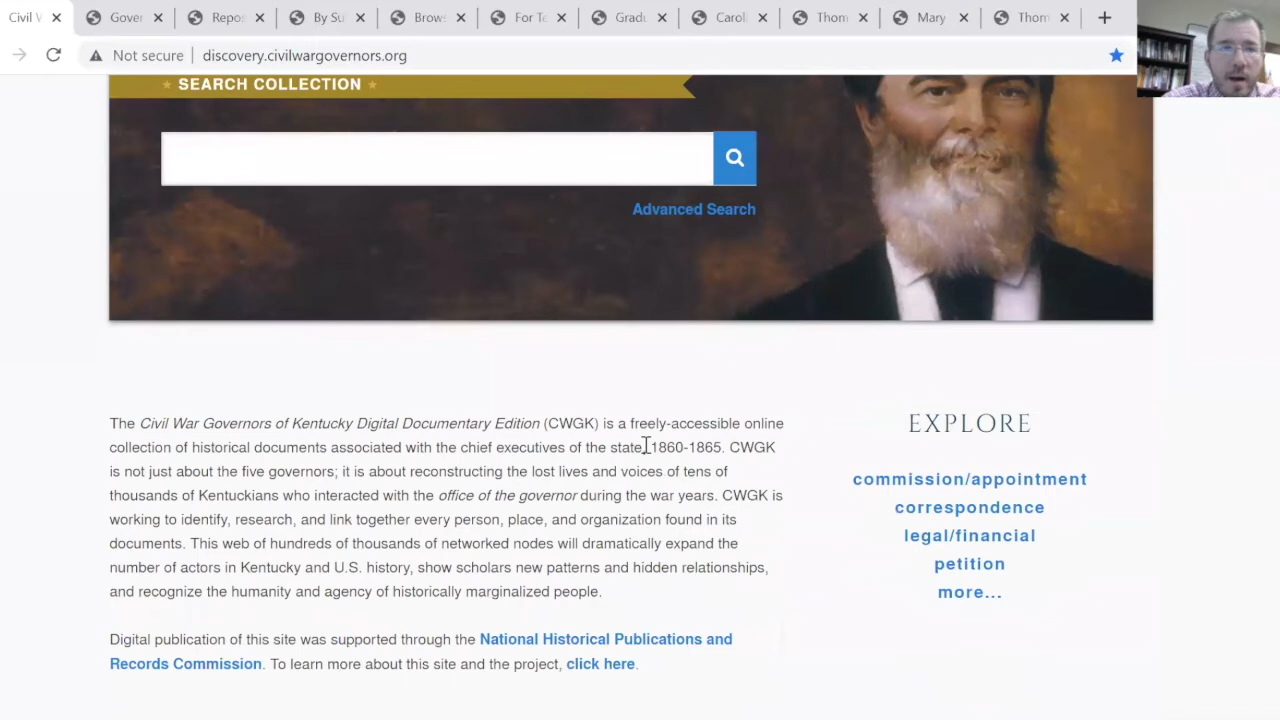 Civil W
Gover
Repos
By Su
Brows
For Te
Gradu
Caroli
Thom
Mary
Thom
Not secure
discovery.civilwargovernors.org
SEARCH COLLECTION
Advanced Search
The Civil War Governors of Kentucky Digital Documentary Edition (CWGK) is a freely-accessible online
collection of historical documents associated with the chief executives of the state, 1860-1865. CWGK
is not just about the five governors; it is about reconstructing the lost lives and voices of tens of
thousands of Kentuckians who interacted with the office of the governor during the war years. CWGK is
working to identify, research, and link together every person, place, and organization found in its
documents. This web of hundreds of thousands of networked nodes will dramatically expand the
number of actors in Kentucky and U.S. history, show scholars new patterns and hidden relationships,
and recognize the humanity and agency of historically marginalized people.
Digital publication of this site was supported through the National Historical Publications and
Records Commission. To learn more about this site and the project, click here.
EXPLORE
commission/appointment
correspondence
legal/financial
petition
more...